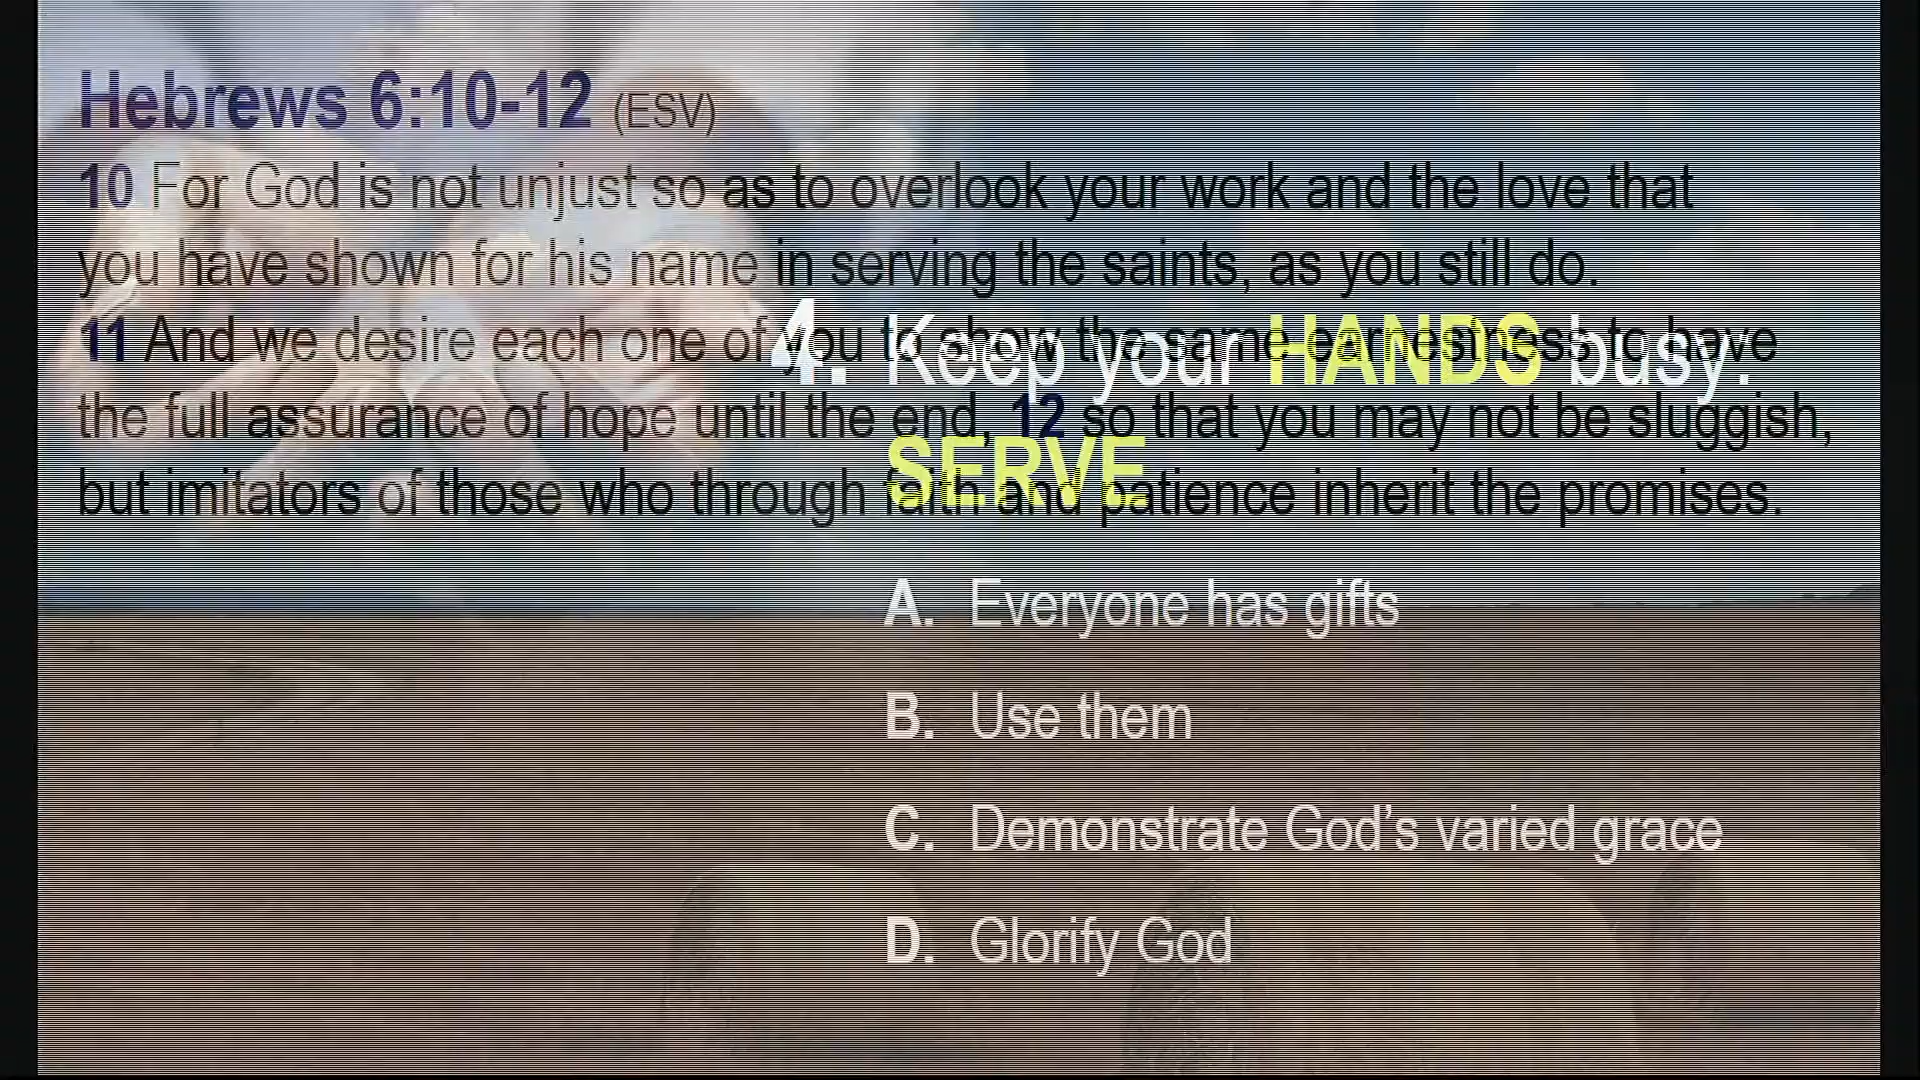 Hebrews 6:10-12 (ESV)
10 For God is not unjust so as to overlook your work and the love that
you have shown for his name in serving the saints, as you still do.
11 And we desire each one of you to show the same earnestness to have
the full assurance of hope until the end, 12 so that you may not be sluggish,
but imitators of those who through faith and patience inherit the promises.
4. Keep your HANDS busy:
SERVE.
A. Everyone has gifts
B. Use them
C. Demonstrate God's varied grace
D. Glorify God